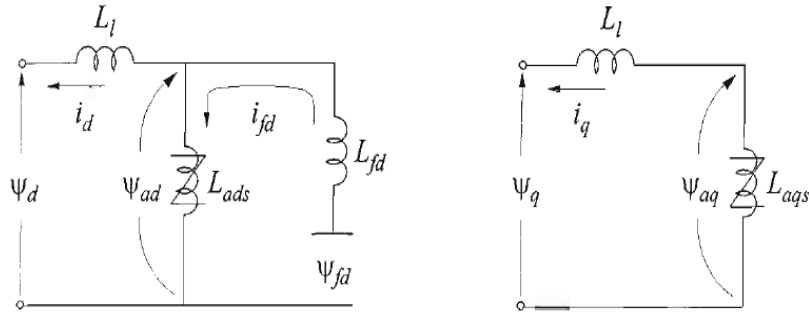 L_l
i_d
i_fd
L_fd
Ψ_d
Ψ_ad
L_ads
Ψ_fd
L_l
i_q
Ψ_q
Ψ_aq
L_aqs